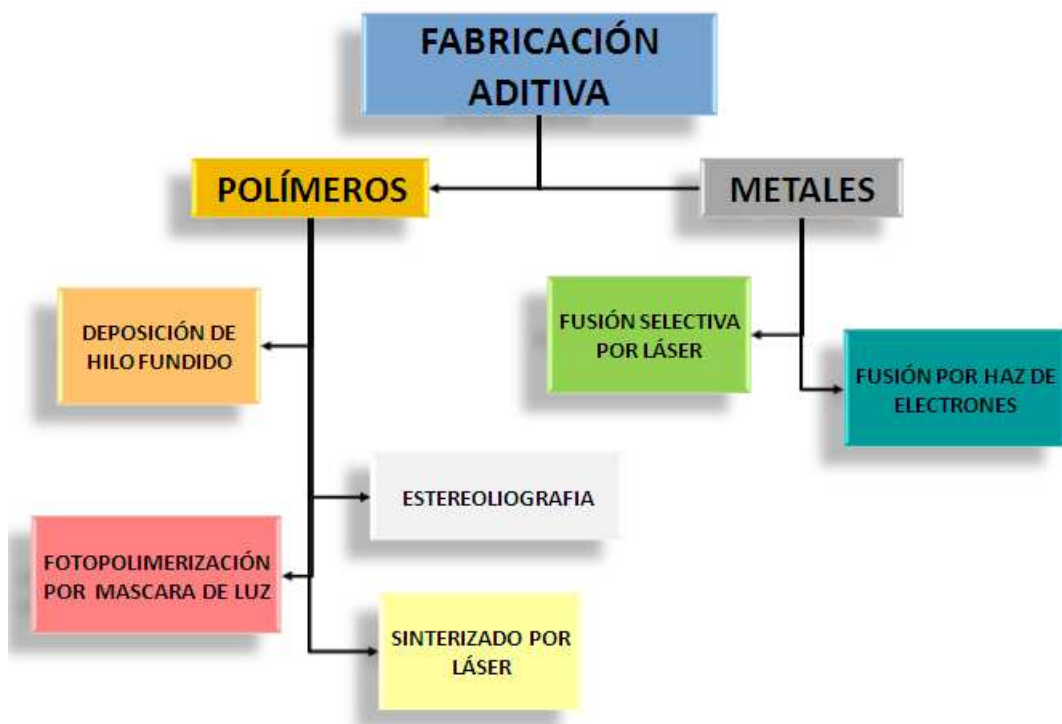 FABRICACIÓN
ADITIVA
POLÍMEROS
METALES
DEPOSICIÓN DE
HILO FUNDIDO
FUSIÓN SELECTIVA
POR LÁSER
FUSIÓN POR HAZ DE
ELECTRONES
ESTEREOLIOGRAFIA
FOTOPOLIMERIZACIÓN
POR MASCARA DE LUZ
SINTERIZADO POR
LÁSER